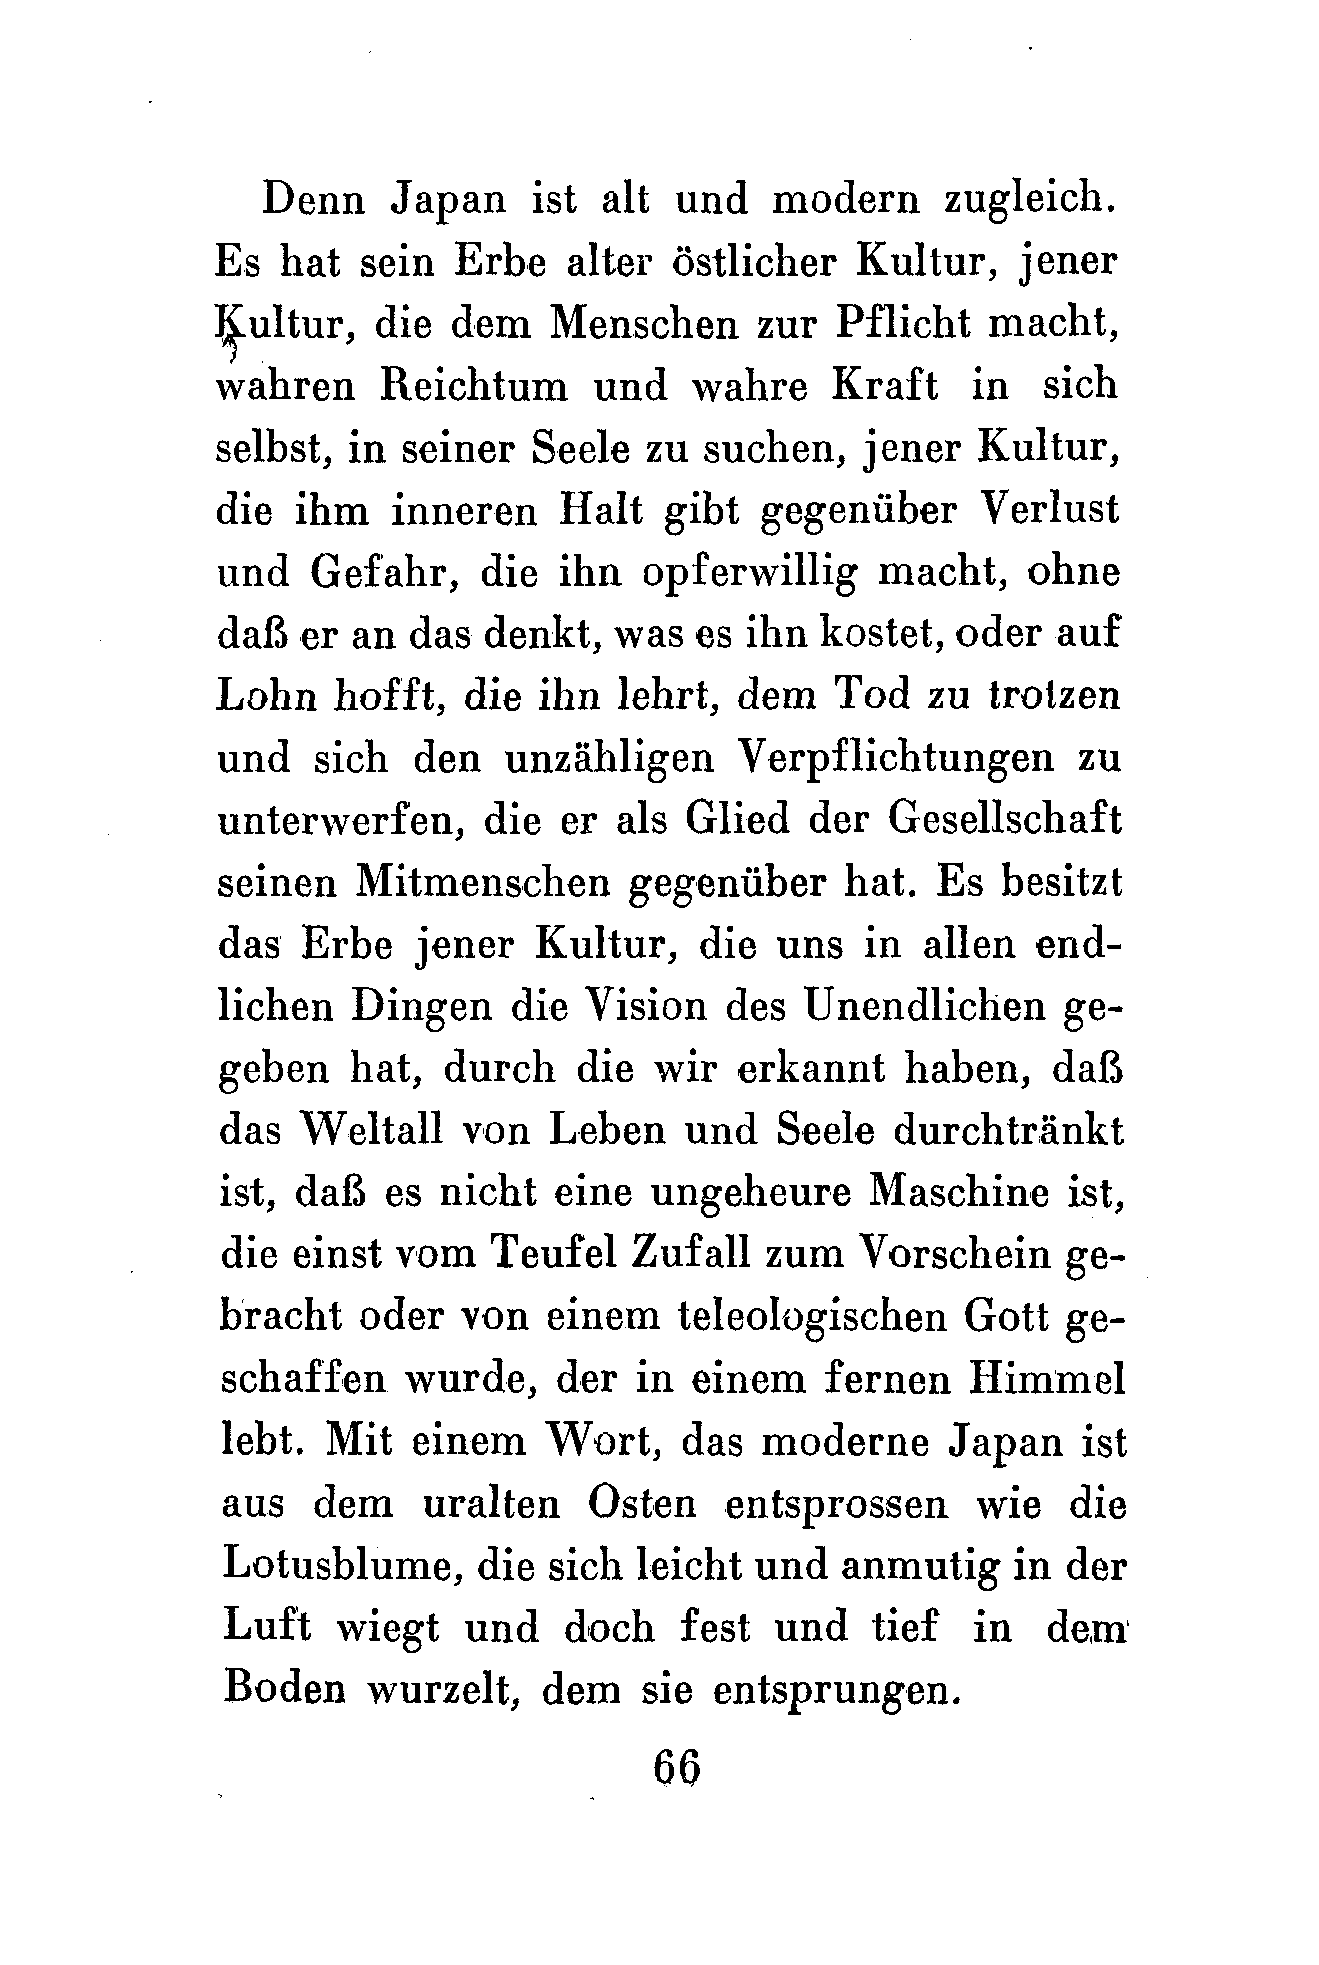 Denn Japan ist alt und modern zugleich.
Es hat sein Erbe alter östlicher Kultur, jener
Kultur, die dem Menschen zur Pflicht macht,
wahren Reichtum und wahre Kraft in sich
selbst, in seiner Seele zu suchen, jener Kultur,
die ihm inneren Halt gibt gegenüber Verlust
und Gefahr, die ihn opferwillig macht, ohne
daß er an das denkt, was es ihn kostet, oder auf
Lohn hofft, die ihn lehrt, dem Tod zu trotzen
und sich den unzähligen Verpflichtungen zu
unterwerfen, die er als Glied der Gesellschaft
seinen Mitmenschen gegenüber hat. Es besitzt
das Erbe jener Kultur, die uns in allen end-
lichen Dingen die Vision des Unendlichen ge-
geben hat, durch die wir erkannt haben, daß
das Weltall von Leben und Seele durchtränkt
ist, daß es nicht eine ungeheure Maschine ist,
die einst vom Teufel Zufall zum Vorschein ge-
bracht oder von einem teleologischen Gott ge-
schaffen wurde, der in einem fernen Himmel
lebt. Mit einem Wort, das moderne Japan ist
aus dem uralten Osten entsprossen wie die
Lotusblume, die sich leicht und anmutig in der
Luft wiegt und doch fest und tief in dem
Boden wurzelt, dem sie entsprungen.
66